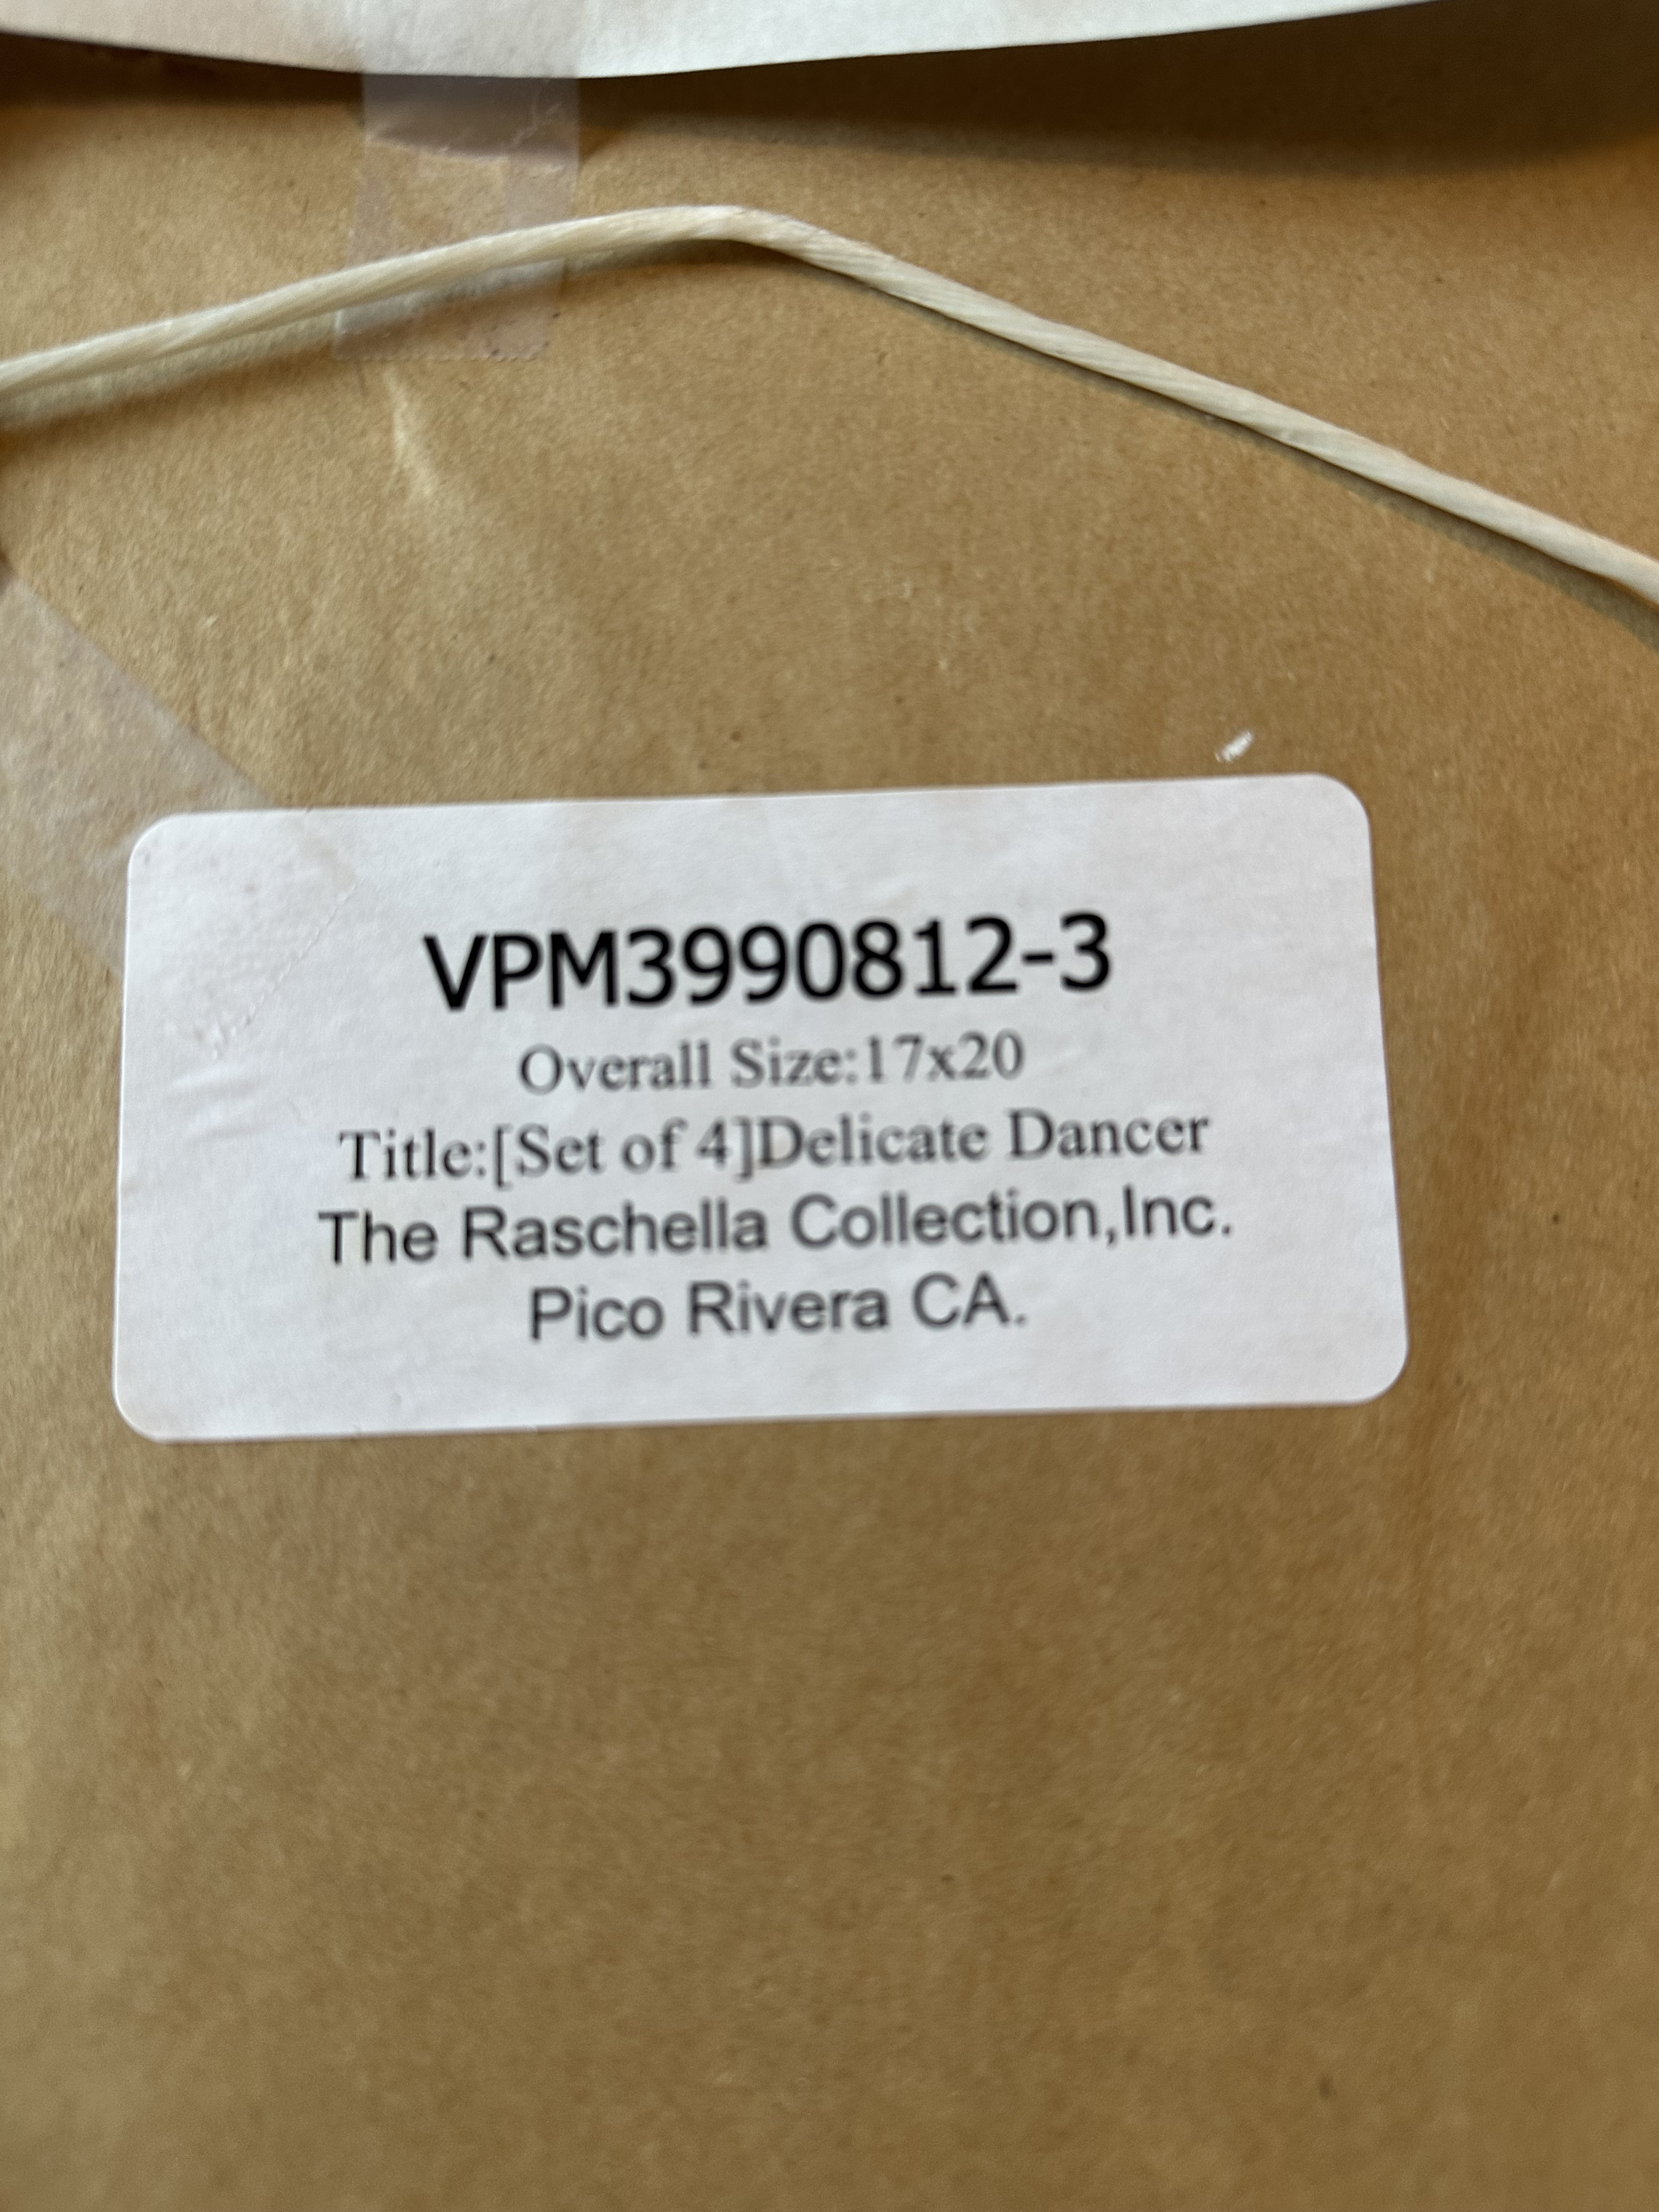 VPM3990812-3
Overall Size:17x20
Title:[Set of 4]Delicate Dancer
The Raschella Collection,Inc.
Pico Rivera CA.